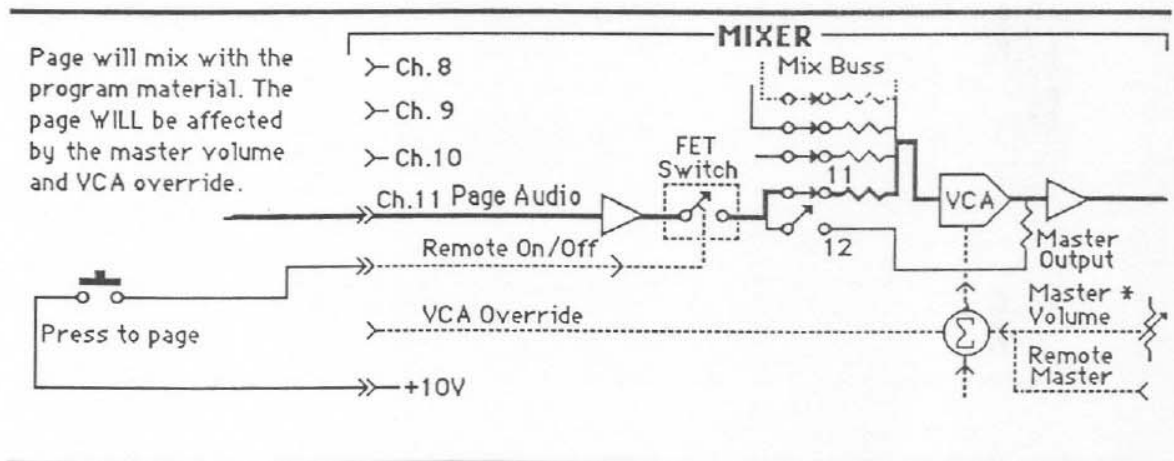 MIXER
Page will mix with the
program material. The
page WILL be affected
by the master volume
and VCA override.
Ch. 8
Ch. 9
Ch. 10
Mix Buss
FET
Switch
11
Ch. 11 Page Audio
VCA
12
Remote On/Off
Master
Output
VCA Override
Master *
Volume
Σ
Press to page
Remote
Master
+10V